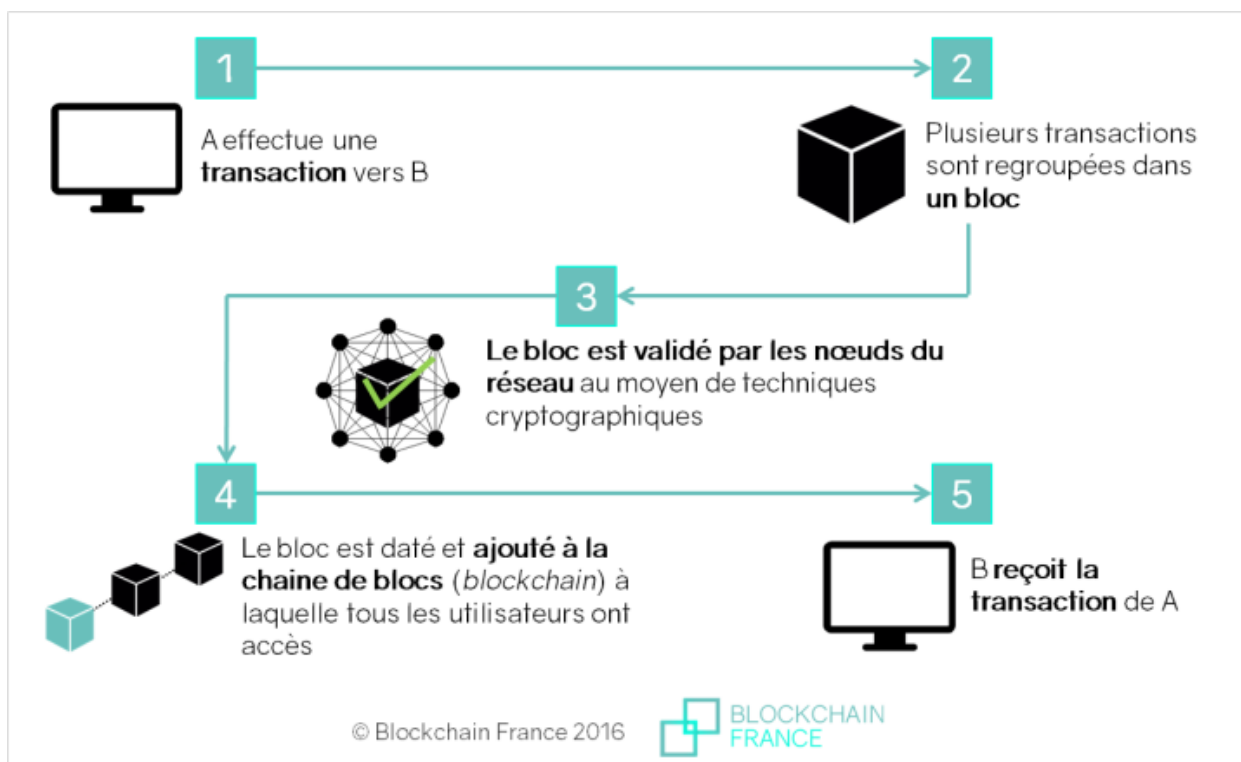 1
A effectue une
transaction vers B
2
Plusieurs transactions
sont regroupées dans
un bloc
3
Le bloc est validé par les nœuds du
réseau au moyen de techniques
cryptographiques
4
Le bloc est daté et ajouté à la
chaine de blocs (blockchain) à
laquelle tous les utilisateurs ont
accès
5
B reçoit la
transaction de A
© Blockchain France 2016
BLOCKCHAIN
FRANCE